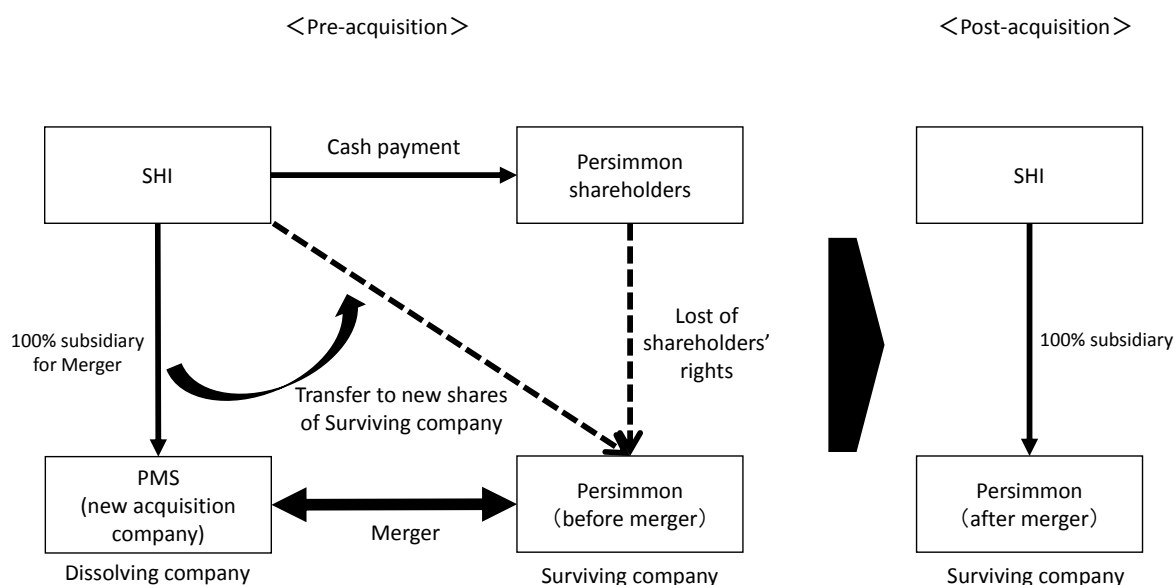 ＜Pre-acquisition＞
＜Post-acquisition＞
SHI
Cash payment
Persimmon
shareholders
SHI
100% subsidiary
for Merger
Transfer to new shares
of Surviving company
Lost of
shareholders’
rights
100% subsidiary
PMS
(new acquisition
company)
Merger
Persimmon
（before merger）
Persimmon
（after merger）
Dissolving company
Surviving company
Surviving company